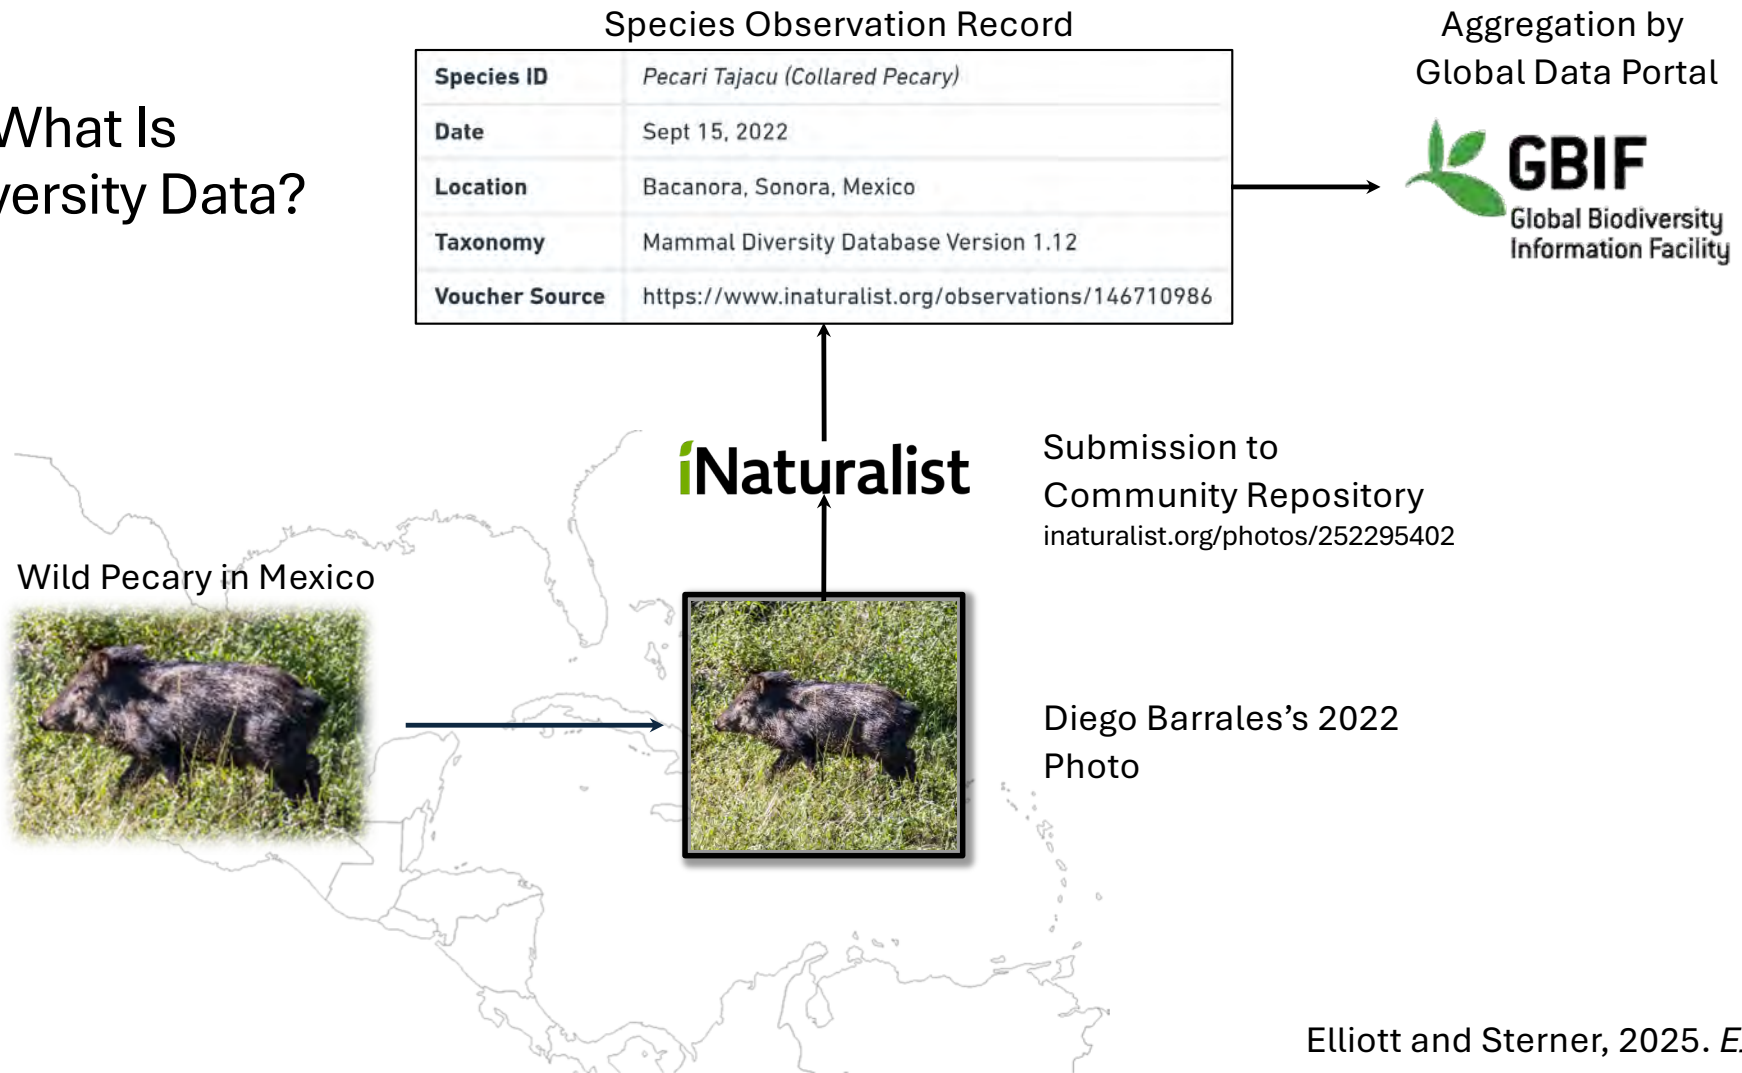 What Is
versity Data?
Species Observation Record
Species ID Pecari Tajacu (Collared Pecary)
Date Sept 15, 2022
Location Bacanora, Sonora, Mexico
Taxonomy Mammal Diversity Database Version 1.12
Voucher Source https://www.inaturalist.org/observations/146710986
Aggregation by
Global Data Portal
GBIF
Global Biodiversity
Information Facility
iNaturalist
Submission to
Community Repository
inaturalist.org/photos/252295402
Wild Pecary in Mexico
Diego Barrales’s 2022
Photo
Elliott and Sterner, 2025.